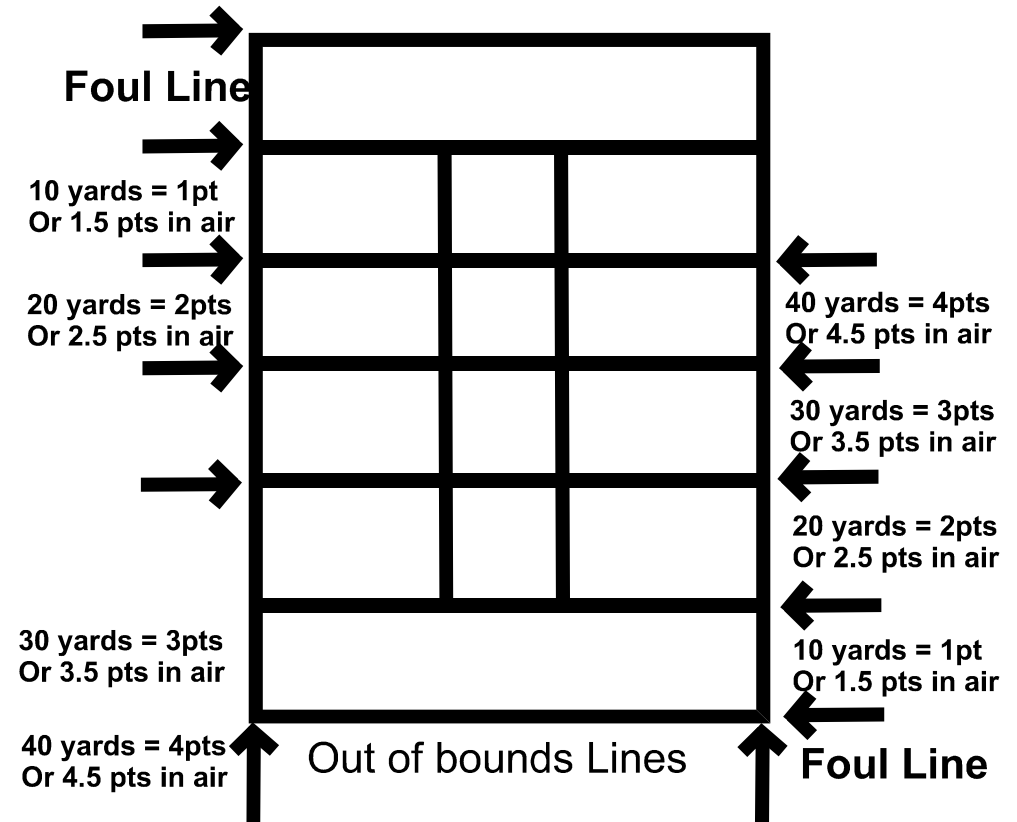 Foul Line
10 yards = 1pt
Or 1.5 pts in air
20 yards = 2pts
Or 2.5 pts in air
30 yards = 3pts
Or 3.5 pts in air
40 yards = 4pts
Or 4.5 pts in air
40 yards = 4pts
Or 4.5 pts in air
30 yards = 3pts
Or 3.5 pts in air
20 yards = 2pts
Or 2.5 pts in air
10 yards = 1pt
Or 1.5 pts in air
Foul Line
Out of bounds Lines